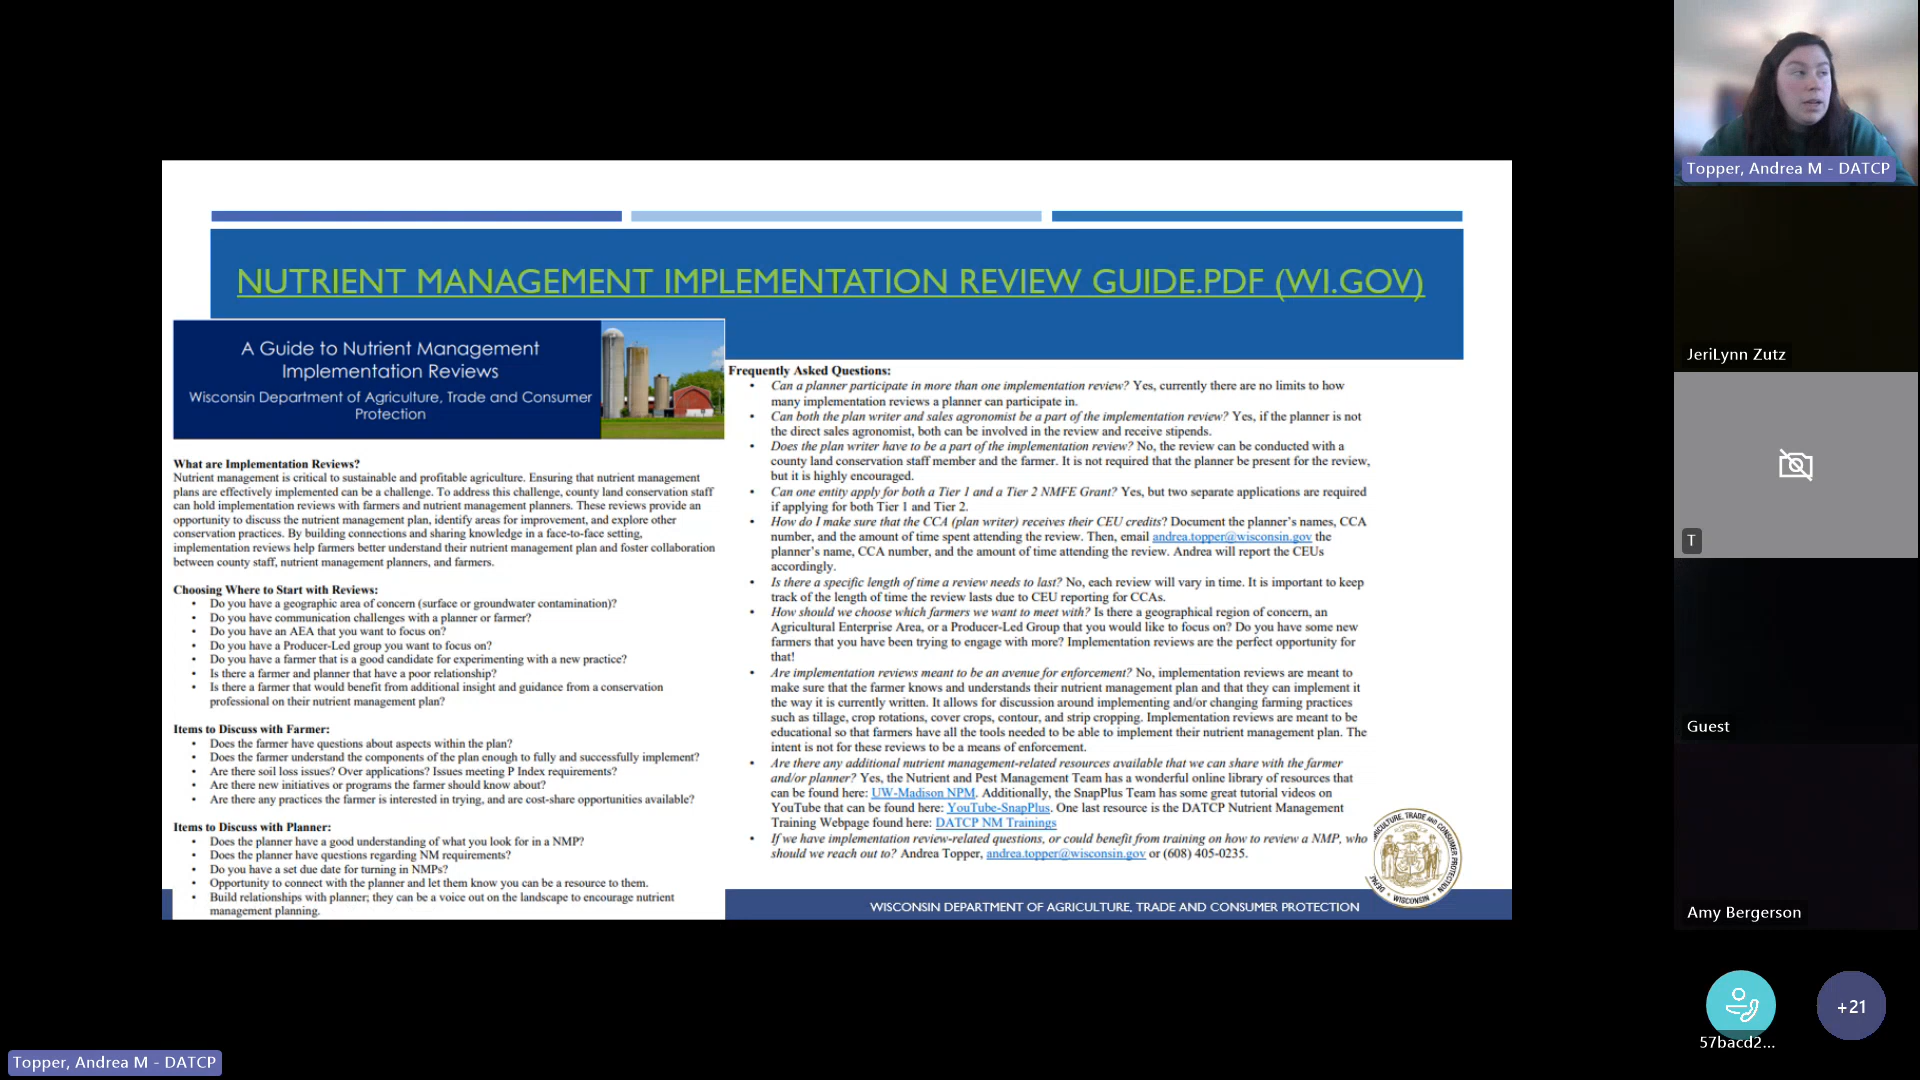 NUTRIENT MANAGEMENT IMPLEMENTATION REVIEW GUIDE.PDF (WI.GOV)
A Guide to Nutrient Management
Implementation Reviews
Wisconsin Department of Agriculture, Trade and Consumer
Protection
What are Implementation Reviews?
Nutrient management is critical to sustainable and profitable agriculture. Ensuring that nutrient management
plans are effectively implemented can be a challenge. To address this challenge, county land conservation staff
can hold implementation reviews with farmers and nutrient management planners. These reviews provide an
opportunity to discuss the nutrient management plan, identify areas for improvement, and explore other
conservation practices. By building connections and sharing knowledge in a face-to-face setting,
implementation reviews help farmers better understand their nutrient management plan and foster collaboration
between county staff, nutrient management planners, and farmers.
Choosing Where to Start with Reviews:
• Do you have a geographic area of concern (surface or groundwater contamination)?
• Do you have communication challenges with a planner or farmer?
• Do you have an AEA that you want to focus on?
• Do you have a Producer-Led group you want to focus on?
• Do you have a farmer that is a good candidate for experimenting with a new practice?
• Is there a farmer and planner that have a poor relationship?
• Is there a farmer that would benefit from additional insight and guidance from a conservation
professional on their nutrient management plan?
Items to Discuss with Farmer:
• Does the farmer have questions about aspects within the plan?
• Does the farmer understand the components of the plan enough to fully and successfully implement?
• Are there soil loss issues? Over applications? Issues meeting P Index requirements?
• Are there new initiatives or programs the farmer should know about?
• Are there any practices the farmer is interested in trying, and are cost-share opportunities available?
Items to Discuss with Planner:
• Does the planner have a good understanding of what you look for in a NMP?
• Does the planner have questions regarding NM requirements?
• Do you have a set due date for turning in NMPs?
• Opportunity to connect with the planner and let them know you can be a resource to them.
• Build relationships with planner; they can be a voice out on the landscape to encourage nutrient
management planning.
Frequently Asked Questions:
• Can a planner participate in more than one implementation review? Yes, currently there are no limits to how
many implementation reviews a planner can participate in.
• Can both the plan writer and sales agronomist be a part of the implementation review? Yes, if the planner is not
the direct sales agronomist, both can be involved in the review and receive stipends.
• Does the plan writer have to be a part of the implementation review? No, the review can be conducted with a
county land conservation staff member and the farmer. It is not required that the planner be present for the review,
but it is highly encouraged.
• Can one entity apply for both a Tier 1 and a Tier 2 NMFE Grant? Yes, but two separate applications are required
if applying for both Tier 1 and Tier 2.
• How do I make sure that the CCA (plan writer) receives their CEU credits? Document the planner's names, CCA
number, and the amount of time spent attending the review. Then, email andrea.topper@wisconsin.gov the
planner's name, CCA number, and the amount of time attending the review. Andrea will report the CEUs
accordingly.
• Is there a specific length of time a review needs to last? No, each review will vary in time. It is important to keep
track of the length of time the review lasts due to CEU reporting for CCAs.
• How should we choose which farmers we want to meet with? Is there a geographical region of concern, an
Agricultural Enterprise Area, or a Producer-Led Group that you would like to focus on? Do you have some new
farmers that you have been trying to engage with more? Implementation reviews are the perfect opportunity for
that!
• Are implementation reviews meant to be an avenue for enforcement? No, implementation reviews are meant to
make sure that the farmer knows and understands their nutrient management plan and that they can implement it
the way it is currently written. It allows for discussion around implementing and/or changing farming practices
such as tillage, crop rotations, cover crops, contour, and strip cropping. Implementation reviews are meant to be
educational so that farmers have all the tools needed to be able to implement their nutrient management plan. The
intent is not for these reviews to be a means of enforcement.
• Are there any additional nutrient management-related resources available that we can share with the farmer
and/or planner? Yes, the Nutrient and Pest Management Team has a wonderful online library of resources that
can be found here: UW-Madison NPM. Additionally, the SnapPlus Team has some great tutorial videos on
YouTube that can be found here: YouTube-SnapPlus. One last resource is the DATCP Nutrient Management
Training Webpage found here: DATCP NM Trainings
• If we have implementation review-related questions, or could benefit from training on how to review a NMP, who
should we reach out to? Andrea Topper, andrea.topper@wisconsin.gov or (608) 405-0235.
WISCONSIN DEPARTMENT OF AGRICULTURE, TRADE AND CONSUMER PROTECTION
Topper, Andrea M - DATCP
JeriLynn Zutz
T
Guest
Amy Bergerson
57bacd2...
+21
Topper, Andrea M - DATCP